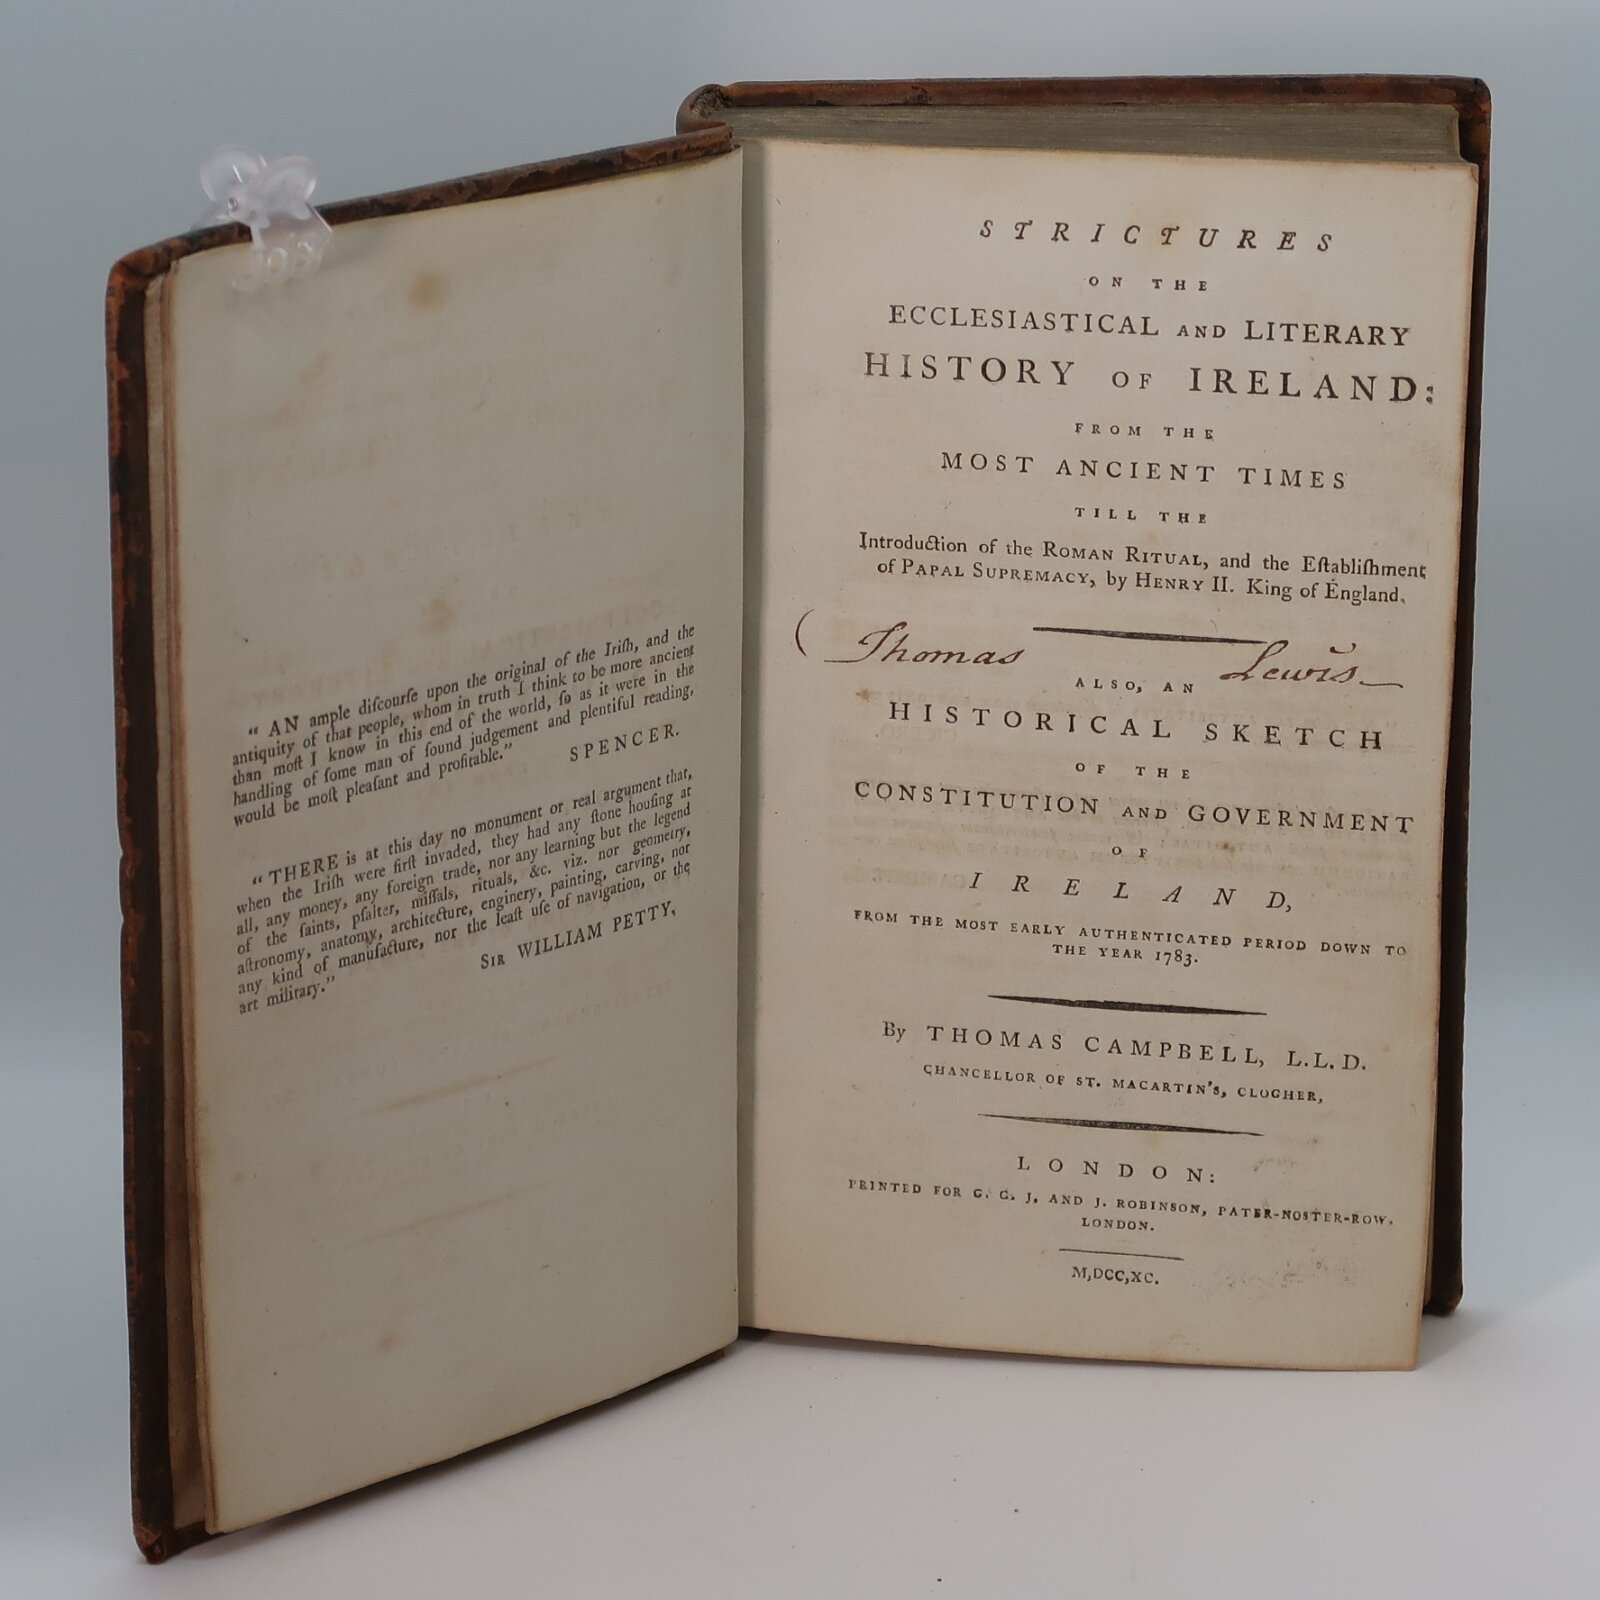 “ AN ample diſcourſe upon the original of the Iriſh, and the
antiquity of that people, whom in truth I think to be more ancient
than moſt I know in this end of the world, ſo as it were in the
handling of ſome man of ſound judgement and plentiful reading,
would be moſt pleaſant and profitable.”
SPENCER.
“ THERE is at this day no monument or real argument that,
when the Iriſh were firſt invaded, they had any ſtone houſing at
all, any money, any foreign trade, nor any learning but the legend
of the ſaints, pſalter, miſſals, rituals, &c. viz. nor geometry,
aſtronomy, anatomy, architecture, enginery, painting, carving, nor
any kind of manufacture, nor the leaſt uſe of navigation, or the
art military.”
SIR WILLIAM PETTY,
STRICTURES
ON THE
ECCLESIASTICAL AND LITERARY
HISTORY OF IRELAND:
FROM THE
MOST ANCIENT TIMES
TILL THE
Introduction of the ROMAN RITUAL, and the Eſtabliſhment
of PAPAL SUPREMACY, by HENRY II. King of England.
Thomas Lewis
ALSO, AN
HISTORICAL SKETCH
OF THE
CONSTITUTION AND GOVERNMENT
OF
IRELAND,
FROM THE MOST EARLY AUTHENTICATED PERIOD DOWN TO
THE YEAR 1783.
By THOMAS CAMPBELL, L.L.D.
CHANCELLOR OF ST. MACARTIN'S, CLOGHER,
LONDON:
PRINTED FOR G. G. J. AND J. ROBINSON, PATER-NOSTER-ROW,
LONDON.
M,DCC,XC.